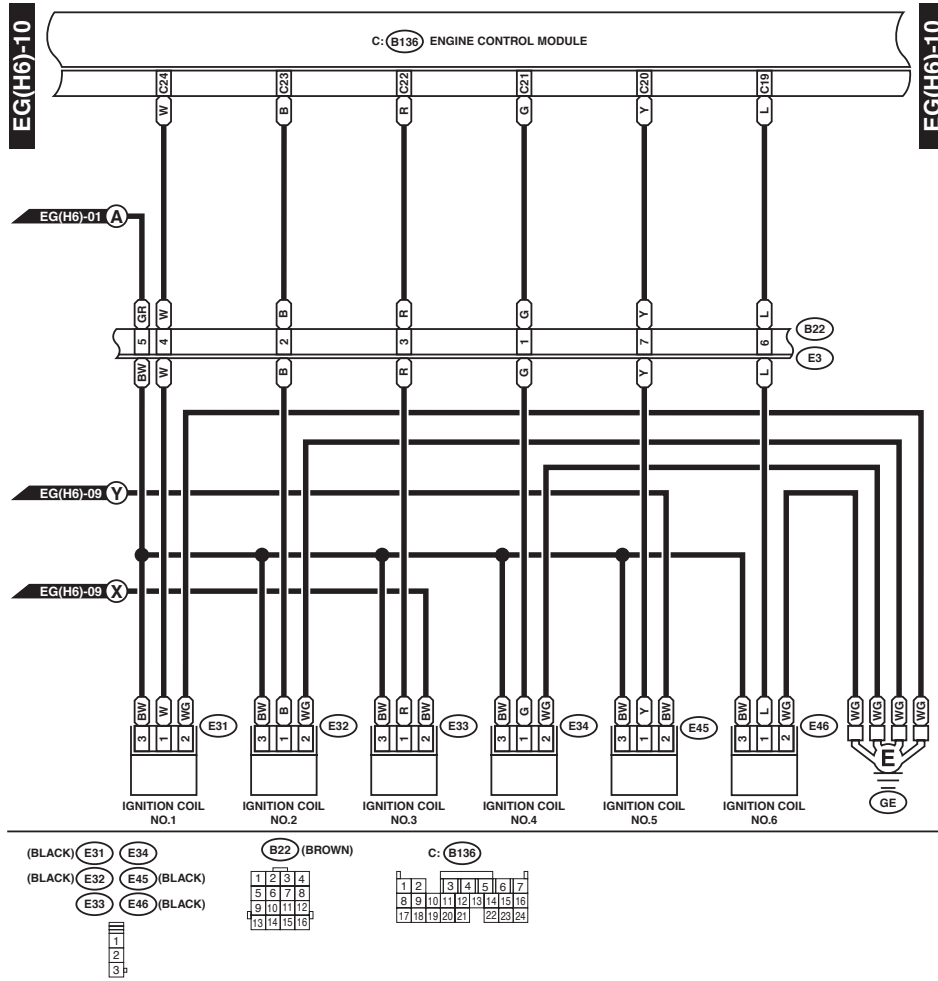 EG(H6)-10
EG(H6)-10
C: B136 ENGINE CONTROL MODULE
C24 C23 C22 C21 C20 C19
W B R G Y L
EG(H6)-01 A
GR W B R G Y L
5 4 2 3 1 7 6
B22
E3
BW W B R G Y L
EG(H6)-09 Y
EG(H6)-09 X
BW W WG BW B WG BW R BW BW G WG BW Y BW BW L WG WG WG WG WG
3 1 2 E31 3 1 2 E32 3 1 2 E33 3 1 2 E34 3 1 2 E45 3 1 2 E46
E
GE
IGNITION COIL NO.1
IGNITION COIL NO.2
IGNITION COIL NO.3
IGNITION COIL NO.4
IGNITION COIL NO.5
IGNITION COIL NO.6
(BLACK) E31 E34
(BLACK) E32 E45 (BLACK)
E33 E46 (BLACK)
1
2
3
B22 (BROWN)
1 2 3 4
5 6 7 8
9 10 11 12
13 14 15 16
C: B136
1 2 3 4 5 6 7
8 9 10 11 12 13 14 15 16
17 18 19 20 21 22 23 24